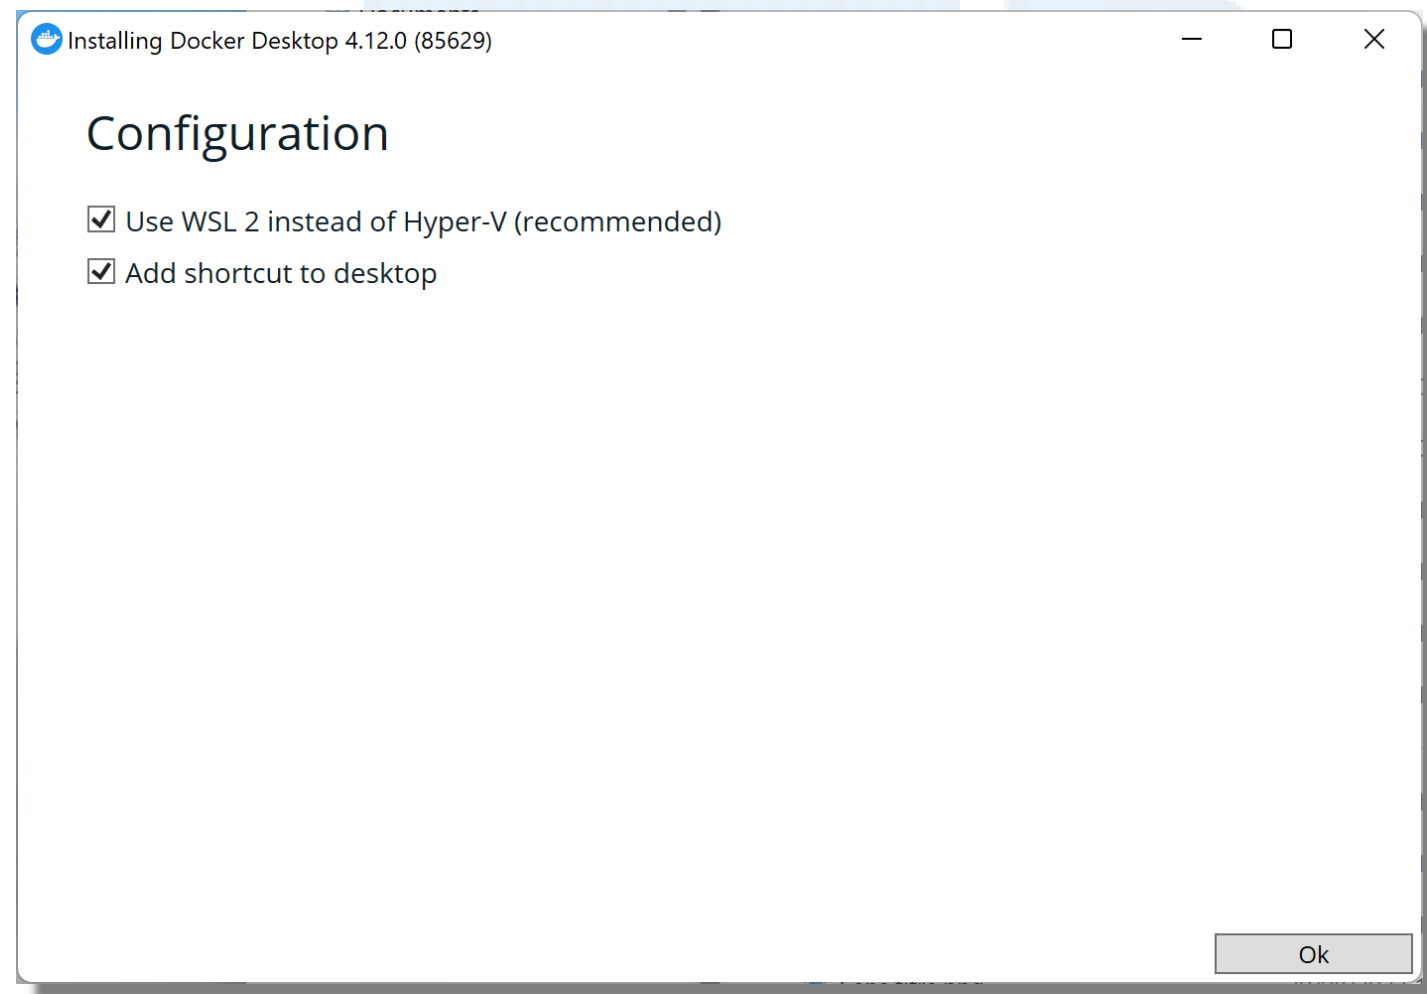 Installing Docker Desktop 4.12.0 (85629)
Configuration
Use WSL 2 instead of Hyper-V (recommended)
Add shortcut to desktop
Ok